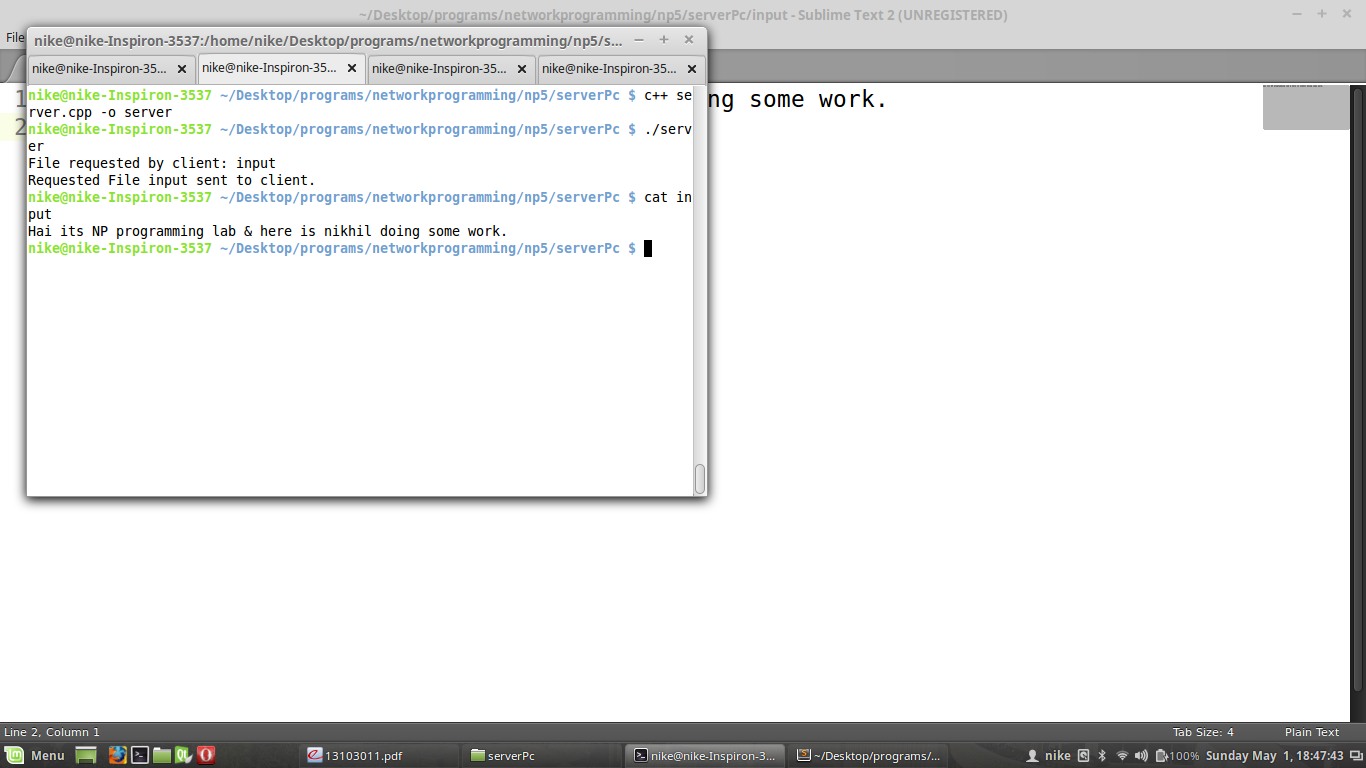 ~/Desktop/programs/networkprogramming/np5/serverPc/input - Sublime Text 2 (UNREGISTERED)
File
nike@nike-Inspiron-3537:/home/nike/Desktop/programs/networkprogramming/np5/s...
nike@nike-Inspiron-35... nike@nike-Inspiron-35... nike@nike-Inspiron-35... nike@nike-Inspiron-35...
1
2
ng some work.
nike@nike-Inspiron-3537 ~/Desktop/programs/networkprogramming/np5/serverPc $ c++ se
rver.cpp -o server
nike@nike-Inspiron-3537 ~/Desktop/programs/networkprogramming/np5/serverPc $ ./serv
er
File requested by client: input
Requested File input sent to client.
nike@nike-Inspiron-3537 ~/Desktop/programs/networkprogramming/np5/serverPc $ cat in
put
Hai its NP programming lab & here is nikhil doing some work.
nike@nike-Inspiron-3537 ~/Desktop/programs/networkprogramming/np5/serverPc $
Line 2, Column 1 Tab Size: 4 Plain Text
Menu 13103011.pdf serverPc nike@nike-Inspiron-3... ~/Desktop/programs/... nike 100% Sunday May 1, 18:47:43